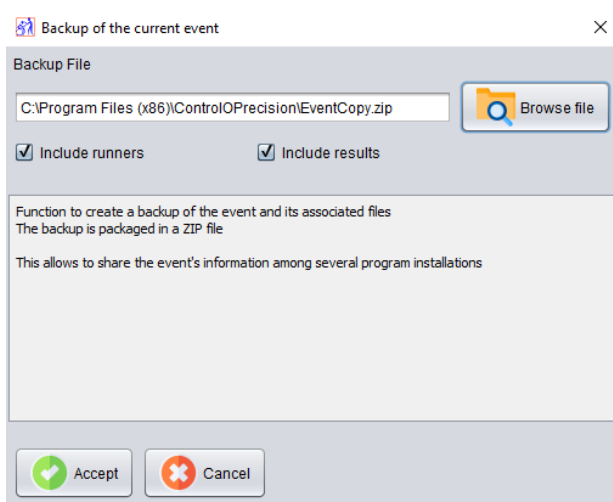 Backup of the current event
Backup File
C:\Program Files (x86)\ControlOPrecision\EventCopy.zip
Browse file
Include runners
Include results
Function to create a backup of the event and its associated files
The backup is packaged in a ZIP file
This allows to share the event's information among several program installations
Accept
Cancel